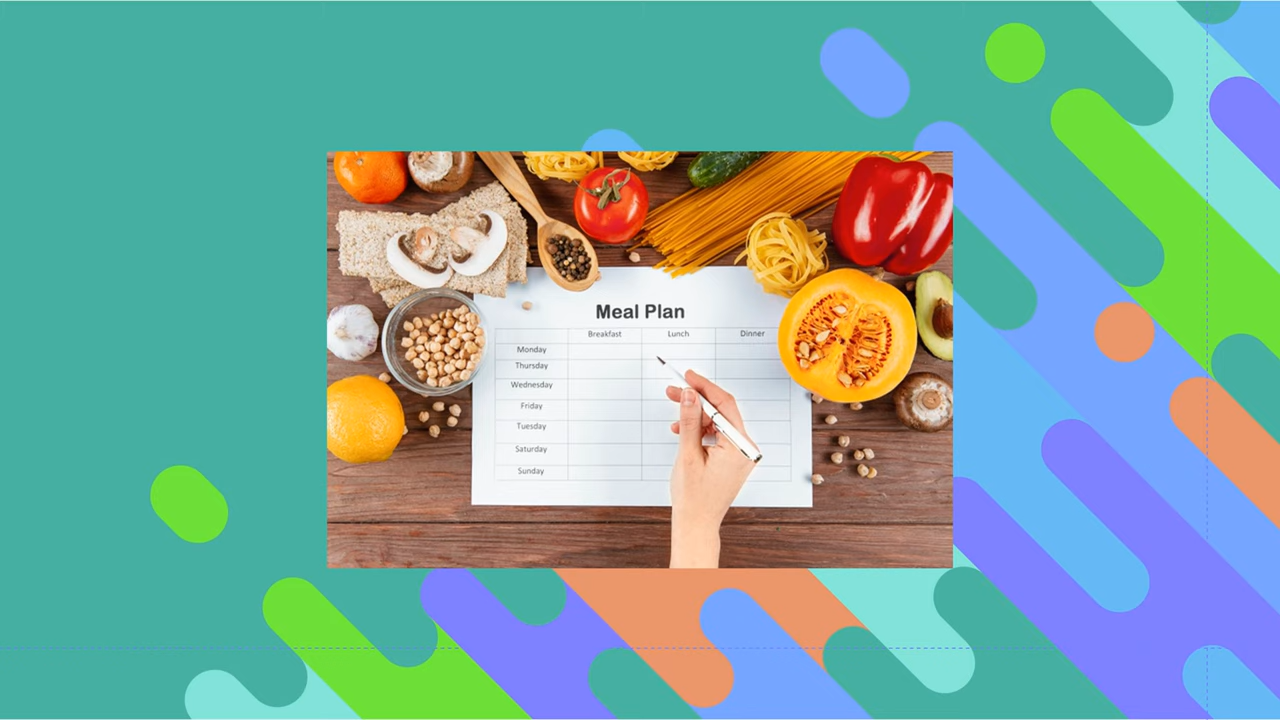 Meal Plan
Breakfast Lunch Dinner
Monday
Thursday
Wednesday
Friday
Tuesday
Saturday
Sunday